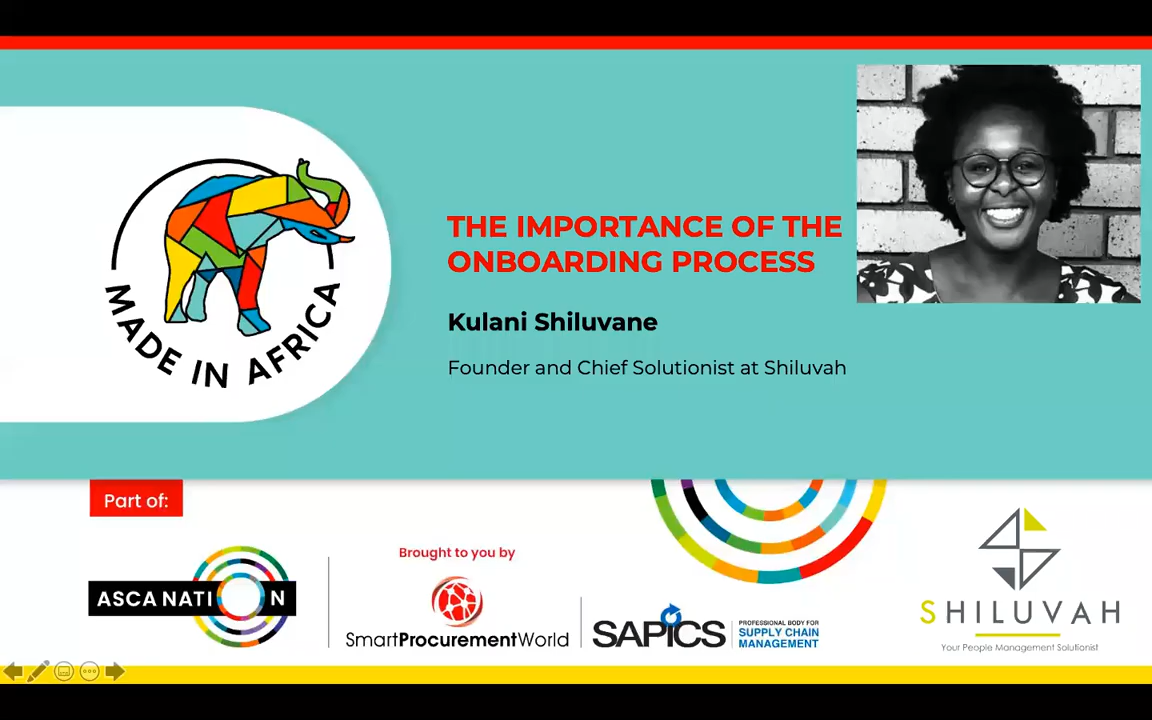 MADE IN AFRICA
THE IMPORTANCE OF THE
ONBOARDING PROCESS
Kulani Shiluvane
Founder and Chief Solutionist at Shiluvah
Part of:
ASCA NATION
Brought to you by
SmartProcurementWorld
SAPICS
PROFESSIONAL BODY FOR
SUPPLY CHAIN
MANAGEMENT
SHILUVAH
Your People Management Solutionist